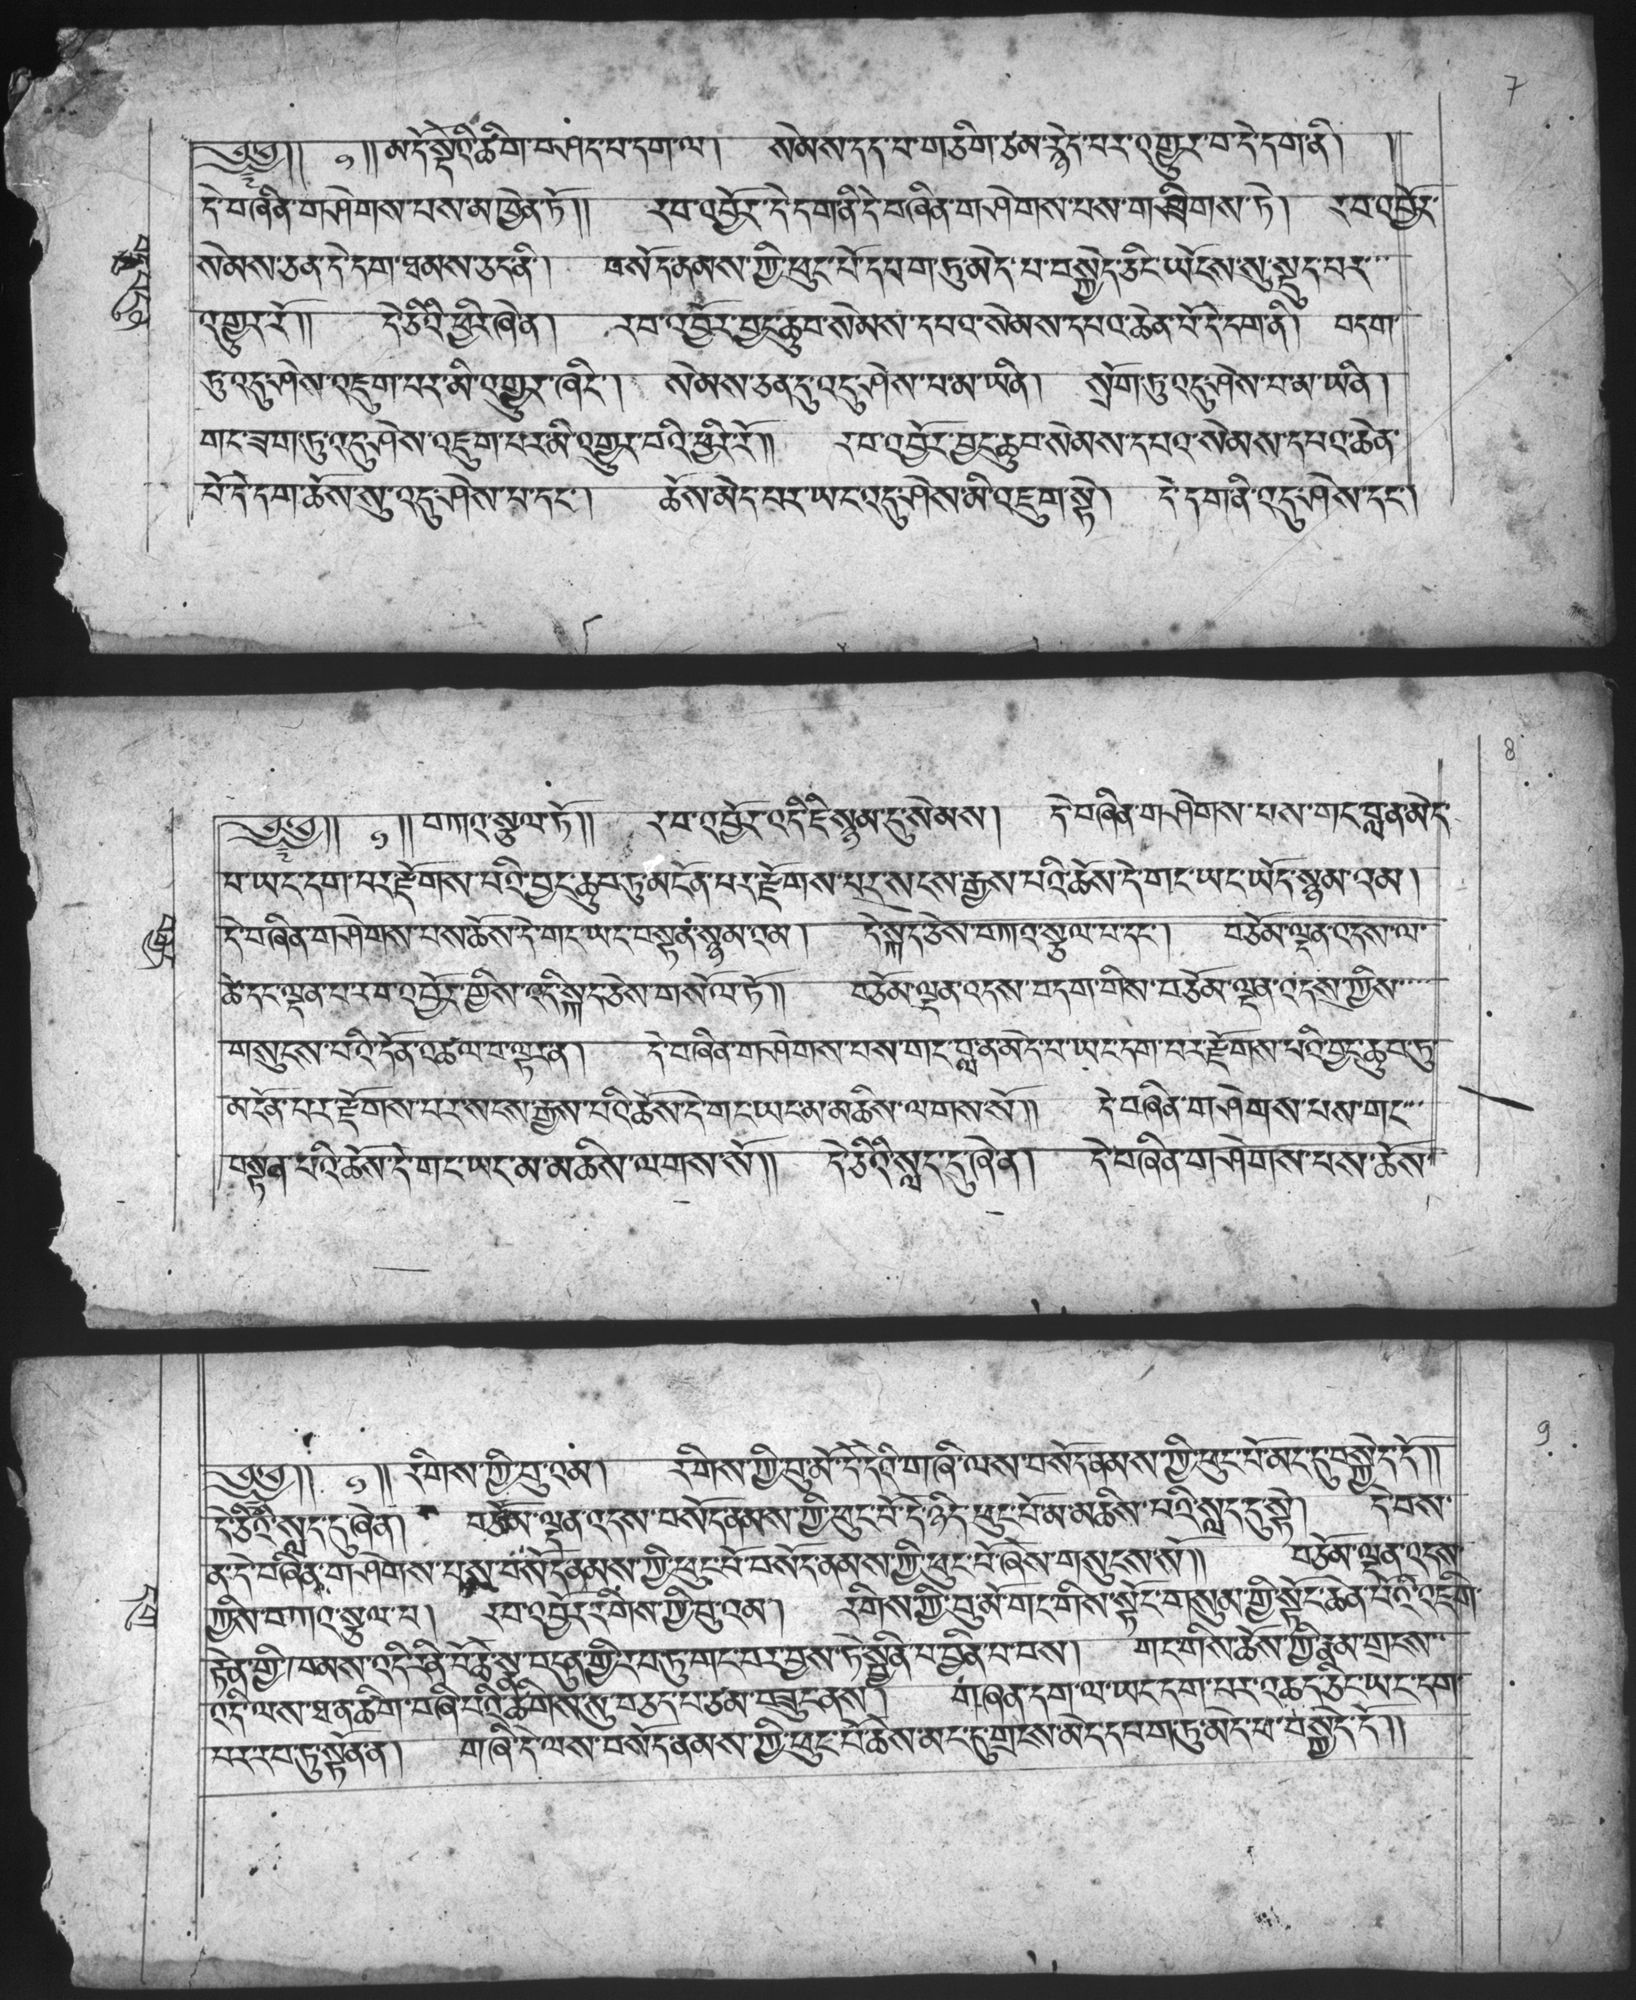 7
༄༅།། ༡ །། མདོ་སྡེའི་ཚིག་བཤད་པ་དག་ལ། སེམས་དད་པ་གཅིག་ཙམ་རྙེད་པར་འགྱུར་བ་དེ་དག་ནི། །
དེ་བཞིན་གཤེགས་པས་མཁྱེན་ཏོ།། རབ་འབྱོར་དེ་དག་ནི་དེ་བཞིན་གཤེགས་པས་གཟིགས་ཏེ། རབ་འབྱོར་
སེམས་ཅན་དེ་དག་ཐམས་ཅད་ནི། བསོད་ནམས་ཀྱི་ཕུང་པོ་དཔག་ཏུ་མེད་པ་བསྐྱེད་ཅིང་ཡོངས་སུ་སྡུད་པར་
འགྱུར་རོ།། དེ་ཅིའི་ཕྱིར་ཞེ་ན། རབ་འབྱོར་བྱང་ཆུབ་སེམས་དཔའ་སེམས་དཔའ་ཆེན་པོ་དེ་དག་ནི། བདག་
ཏུ་འདུ་ཤེས་འཇུག་པར་མི་འགྱུར་ཞིང་། སེམས་ཅན་དུ་འདུ་ཤེས་པ་མ་ཡིན། སྲོག་ཏུ་འདུ་ཤེས་པ་མ་ཡིན།
གང་ཟག་ཏུ་འདུ་ཤེས་འཇུག་པར་མི་འགྱུར་བའི་ཕྱིར་རོ།། རབ་འབྱོར་བྱང་ཆུབ་སེམས་དཔའ་སེམས་དཔའ་ཆེན་
པོ་དེ་དག་ཆོས་སུ་འདུ་ཤེས་པ་དང་། ཆོས་མེད་པར་ཡང་འདུ་ཤེས་མི་འཇུག་སྟེ། དེ་དག་ནི་འདུ་ཤེས་དང་།
8
༄༅།། ༡ །། བཀའ་སྩལ་ཏོ།། རབ་འབྱོར་འདི་ཇི་སྙམ་དུ་སེམས། དེ་བཞིན་གཤེགས་པས་གང་བླ་ན་མེད་
པ་ཡང་དག་པར་རྫོགས་པའི་བྱང་ཆུབ་ཏུ་མངོན་པར་རྫོགས་པར་སངས་རྒྱས་པའི་ཆོས་དེ་གང་ཡང་ཡོད་སྙམ་འམ།
དེ་བཞིན་གཤེགས་པས་ཆོས་དེ་གང་ཡང་བསྟན་སྙམ་འམ། དེ་སྐད་ཅེས་བཀའ་སྩལ་པ་དང་། བཅོམ་ལྡན་འདས་ལ་
ཚེ་དང་ལྡན་པ་རབ་འབྱོར་གྱིས་འདི་སྐད་ཅེས་གསོལ་ཏོ།། བཅོམ་ལྡན་འདས་བདག་གིས་བཅོམ་ལྡན་འདས་ཀྱིས་
གསུངས་པའི་དོན་འཚལ་བ་ལྟར་ན། དེ་བཞིན་གཤེགས་པས་གང་བླ་ན་མེད་པ་ཡང་དག་པར་རྫོགས་པའི་བྱང་ཆུབ་ཏུ་
མངོན་པར་རྫོགས་པར་སངས་རྒྱས་པའི་ཆོས་དེ་གང་ཡང་མ་མཆིས་ལགས་སོ།། དེ་བཞིན་གཤེགས་པས་གང་
བསྟན་པའི་ཆོས་དེ་གང་ཡང་མ་མཆིས་ལགས་སོ།། དེ་ཅིའི་སླད་དུ་ཞེ་ན། དེ་བཞིན་གཤེགས་པས་ཆོས་
9
༄༅།། ༡ །། རིགས་ཀྱི་བུ་འམ། རིགས་ཀྱི་བུ་མོ་དེ་དེའི་གཞི་ལས་བསོད་ནམས་ཀྱི་ཕུང་པོ་མང་དུ་བསྐྱེད་དོ།།
དེ་ཅིའི་སླད་དུ་ཞེ་ན། བཅོམ་ལྡན་འདས་བསོད་ནམས་ཀྱི་ཕུང་པོ་དེ་ཉིད་ཕུང་པོ་མ་མཆིས་པའི་སླད་དུ་སྟེ། དེས་
ན་དེ་བཞིན་གཤེགས་པས་བསོད་ནམས་ཀྱི་ཕུང་པོ་བསོད་ནམས་ཀྱི་ཕུང་པོ་ཞེས་གསུངས་སོ།། བཅོམ་ལྡན་འདས་
ཀྱིས་བཀའ་སྩལ་པ། རབ་འབྱོར་རིགས་ཀྱི་བུ་འམ། རིགས་ཀྱི་བུ་མོ་གང་གིས་སྟོང་གསུམ་གྱི་སྟོང་ཆེན་པོའི་འཇིག་
རྟེན་གྱི་ཁམས་འདི་རིན་པོ་ཆེ་སྣ་བདུན་གྱི་རབ་ཏུ་གང་བར་བྱས་ཏེ་སྦྱིན་པ་བྱིན་པ་བས། གང་གིས་ཆོས་ཀྱི་རྣམ་གྲངས་
འདི་ལས་ཐ་ན་ཚིག་བཞི་པའི་ཚིགས་སུ་བཅད་པ་ཙམ་བཟུང་ནས། གཞན་དག་ལ་ཡང་དག་པར་འཆད་ཅིང་ཡང་དག་
པར་རབ་ཏུ་སྟོན་ན། གཞི་དེ་ལས་བསོད་ནམས་ཀྱི་ཕུང་པོ་ཆེས་མང་དུ་གྲངས་མེད་དཔག་ཏུ་མེད་པ་བསྐྱེད་དོ།།